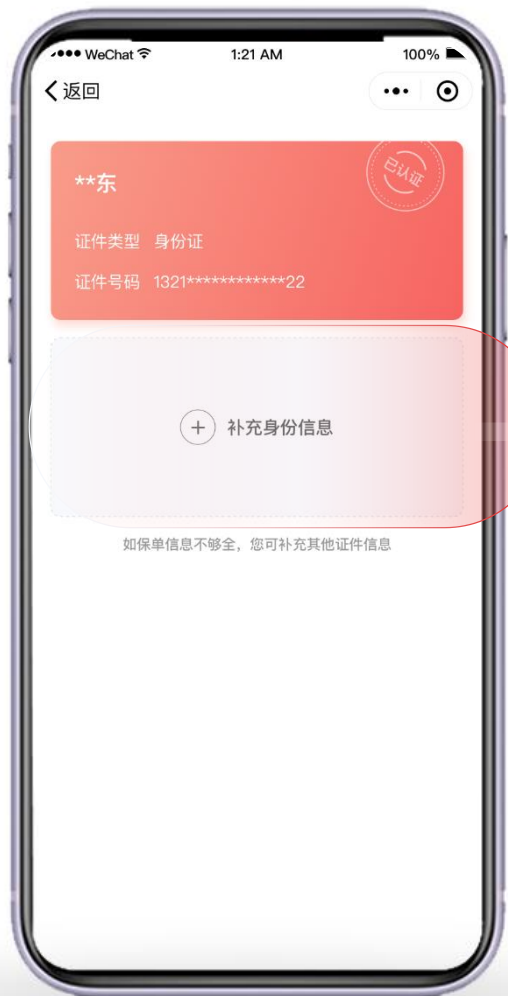 WeChat 1:21 AM 100%
返回
**东
已认证
证件类型 身份证
证件号码 1321************22
补充身份信息
如保单信息不够全，您可补充其他证件信息